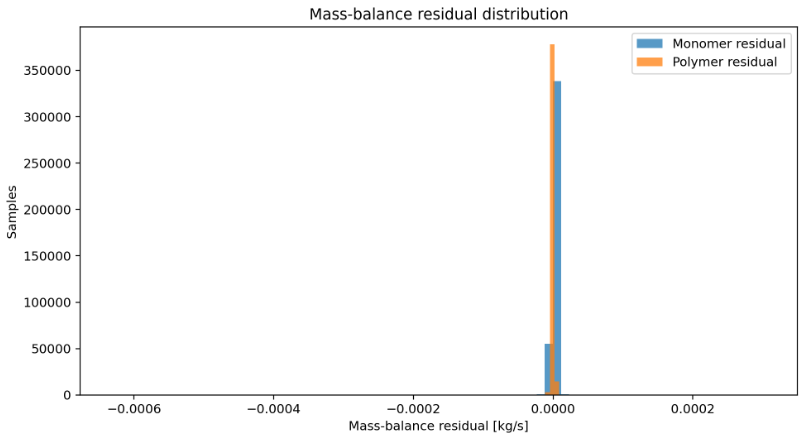 Mass-balance residual distribution
Monomer residual
Polymer residual
Samples
350000
300000
250000
200000
150000
100000
50000
0
−0.0006
−0.0004
−0.0002
0.0000
0.0002
Mass-balance residual [kg/s]